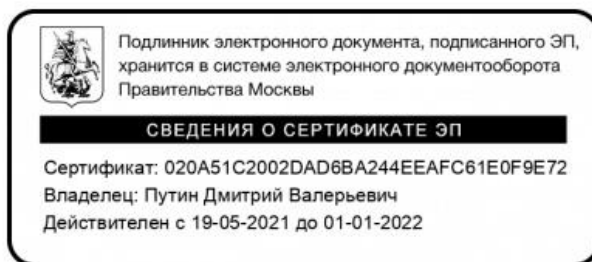 Подлинник электронного документа, подписанного ЭП,
хранится в системе электронного документооборота
Правительства Москвы
СВЕДЕНИЯ О СЕРТИФИКАТЕ ЭП
Сертификат: 020A51C2002DAD6BA244EEAFC61E0F9E72
Владелец: Путин Дмитрий Валерьевич
Действителен с 19-05-2021 до 01-01-2022